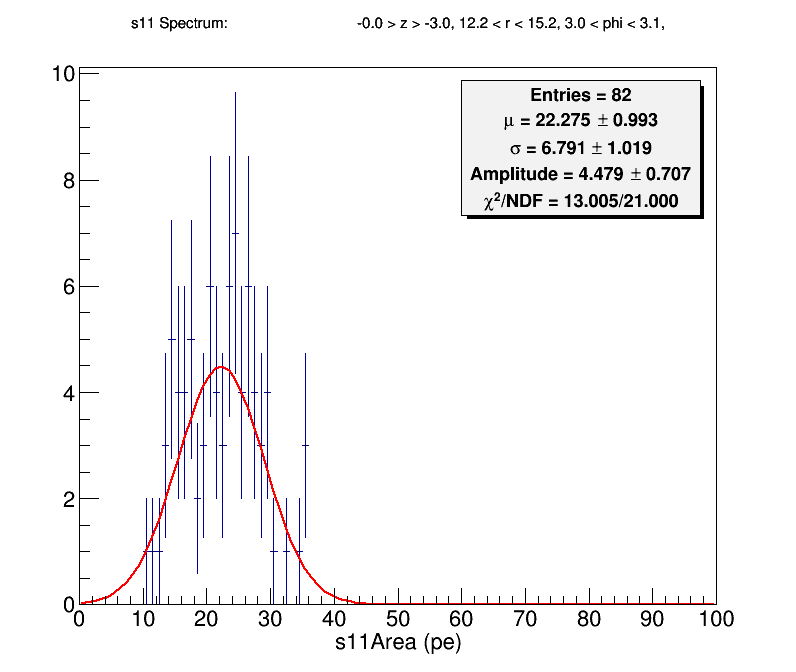 s11 Spectrum: -0.0 > z > -3.0, 12.2 < r < 15.2, 3.0 < phi < 3.1,
Entries = 82
μ = 22.275 ± 0.993
σ = 6.791 ± 1.019
Amplitude = 4.479 ± 0.707
χ²/NDF = 13.005/21.000
10
8
6
4
2
0
0 10 20 30 40 50 60 70 80 90 100
s11Area (pe)